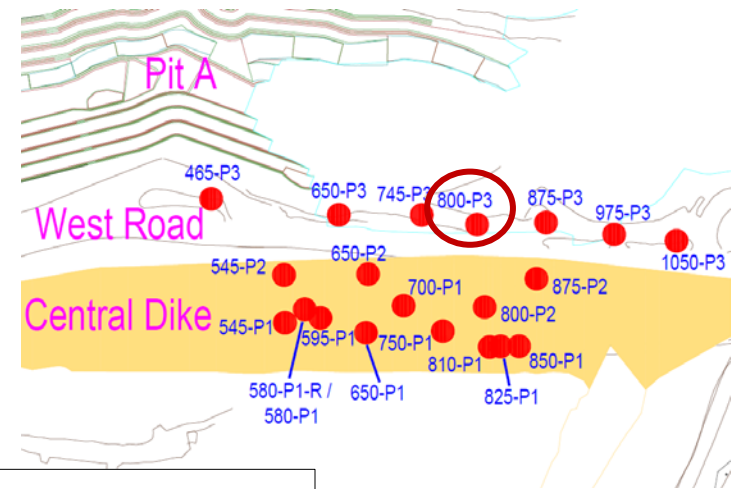 Pit A
465-P3
650-P3
745-P3
800-P3
875-P3
975-P3
1050-P3
West Road
545-P2
650-P2
875-P2
700-P1
800-P2
Central Dike
545-P1
595-P1
750-P1
810-P1
850-P1
580-P1-R /
580-P1
650-P1
825-P1